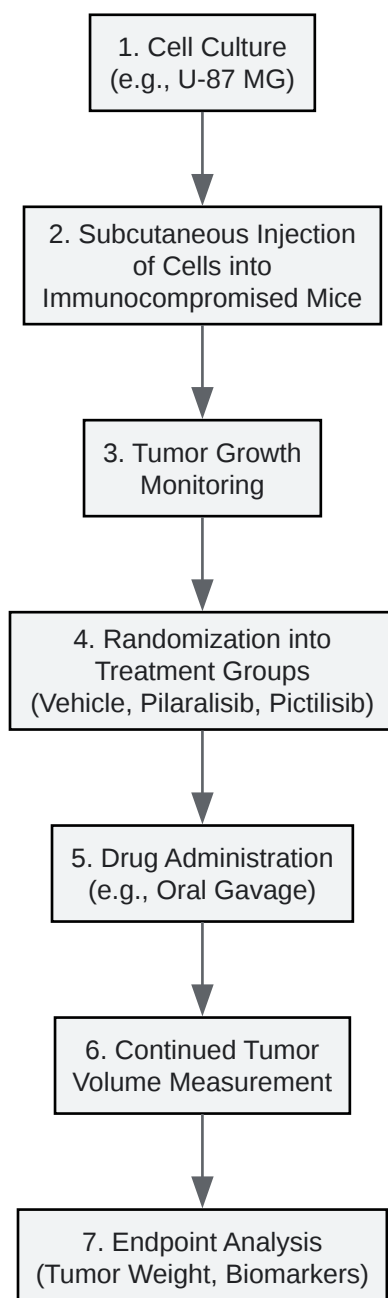 1. Cell Culture
(e.g., U-87 MG)
2. Subcutaneous Injection
of Cells into
Immunocompromised Mice
3. Tumor Growth
Monitoring
4. Randomization into
Treatment Groups
(Vehicle, Pilaralisib, Pictilisib)
5. Drug Administration
(e.g., Oral Gavage)
6. Continued Tumor
Volume Measurement
7. Endpoint Analysis
(Tumor Weight, Biomarkers)